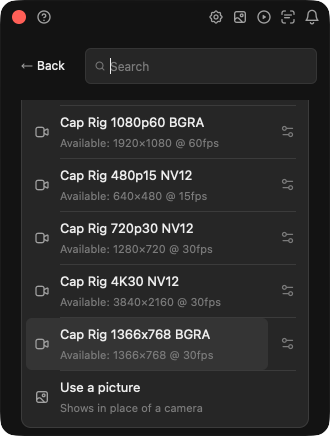 Back
Search
Cap Rig 1080p60 BGRA
Available: 1920×1080 @ 60fps
Cap Rig 480p15 NV12
Available: 640×480 @ 15fps
Cap Rig 720p30 NV12
Available: 1280×720 @ 30fps
Cap Rig 4K30 NV12
Available: 3840×2160 @ 30fps
Cap Rig 1366x768 BGRA
Available: 1366×768 @ 30fps
Use a picture
Shows in place of a camera